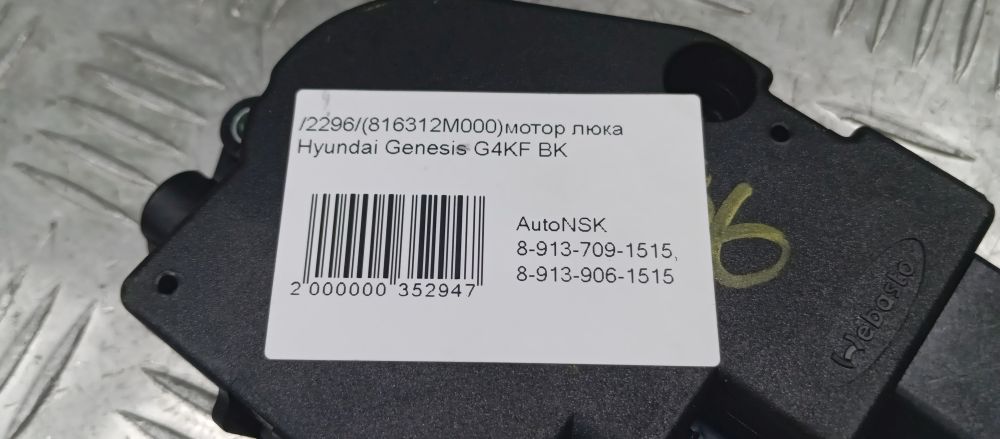 /2296/(816312M000)мотор люка
Hyundai Genesis G4KF BK
AutoNSK
8-913-709-1515,
8-913-906-1515
2 000000 352947
Webasto